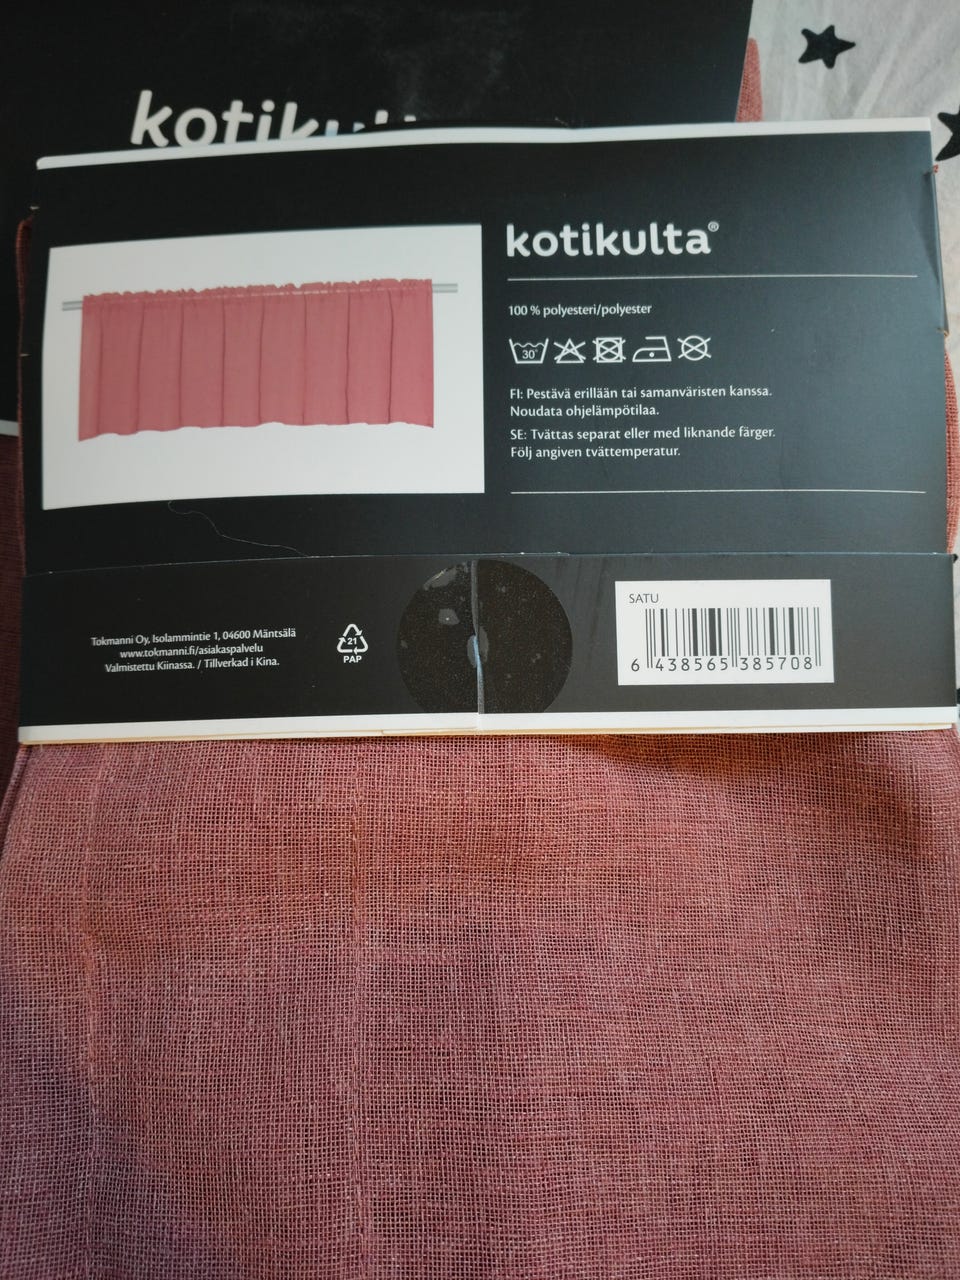 kotikulta
kotikulta®
100 % polyesteri/polyester
30°
FI: Pestävä erillään tai samanväristen kanssa.
Noudata ohjelämpötilaa.
SE: Tvättas separat eller med liknande färger.
Följ angiven tvättemperatur.
Tokmanni Oy, Isolammintie 1, 04600 Mäntsälä
www.tokmanni.fi/asiakaspalvelu
Valmistettu Kiinassa. / Tillverkad i Kina.
21
PAP
SATU
6 438565 385708